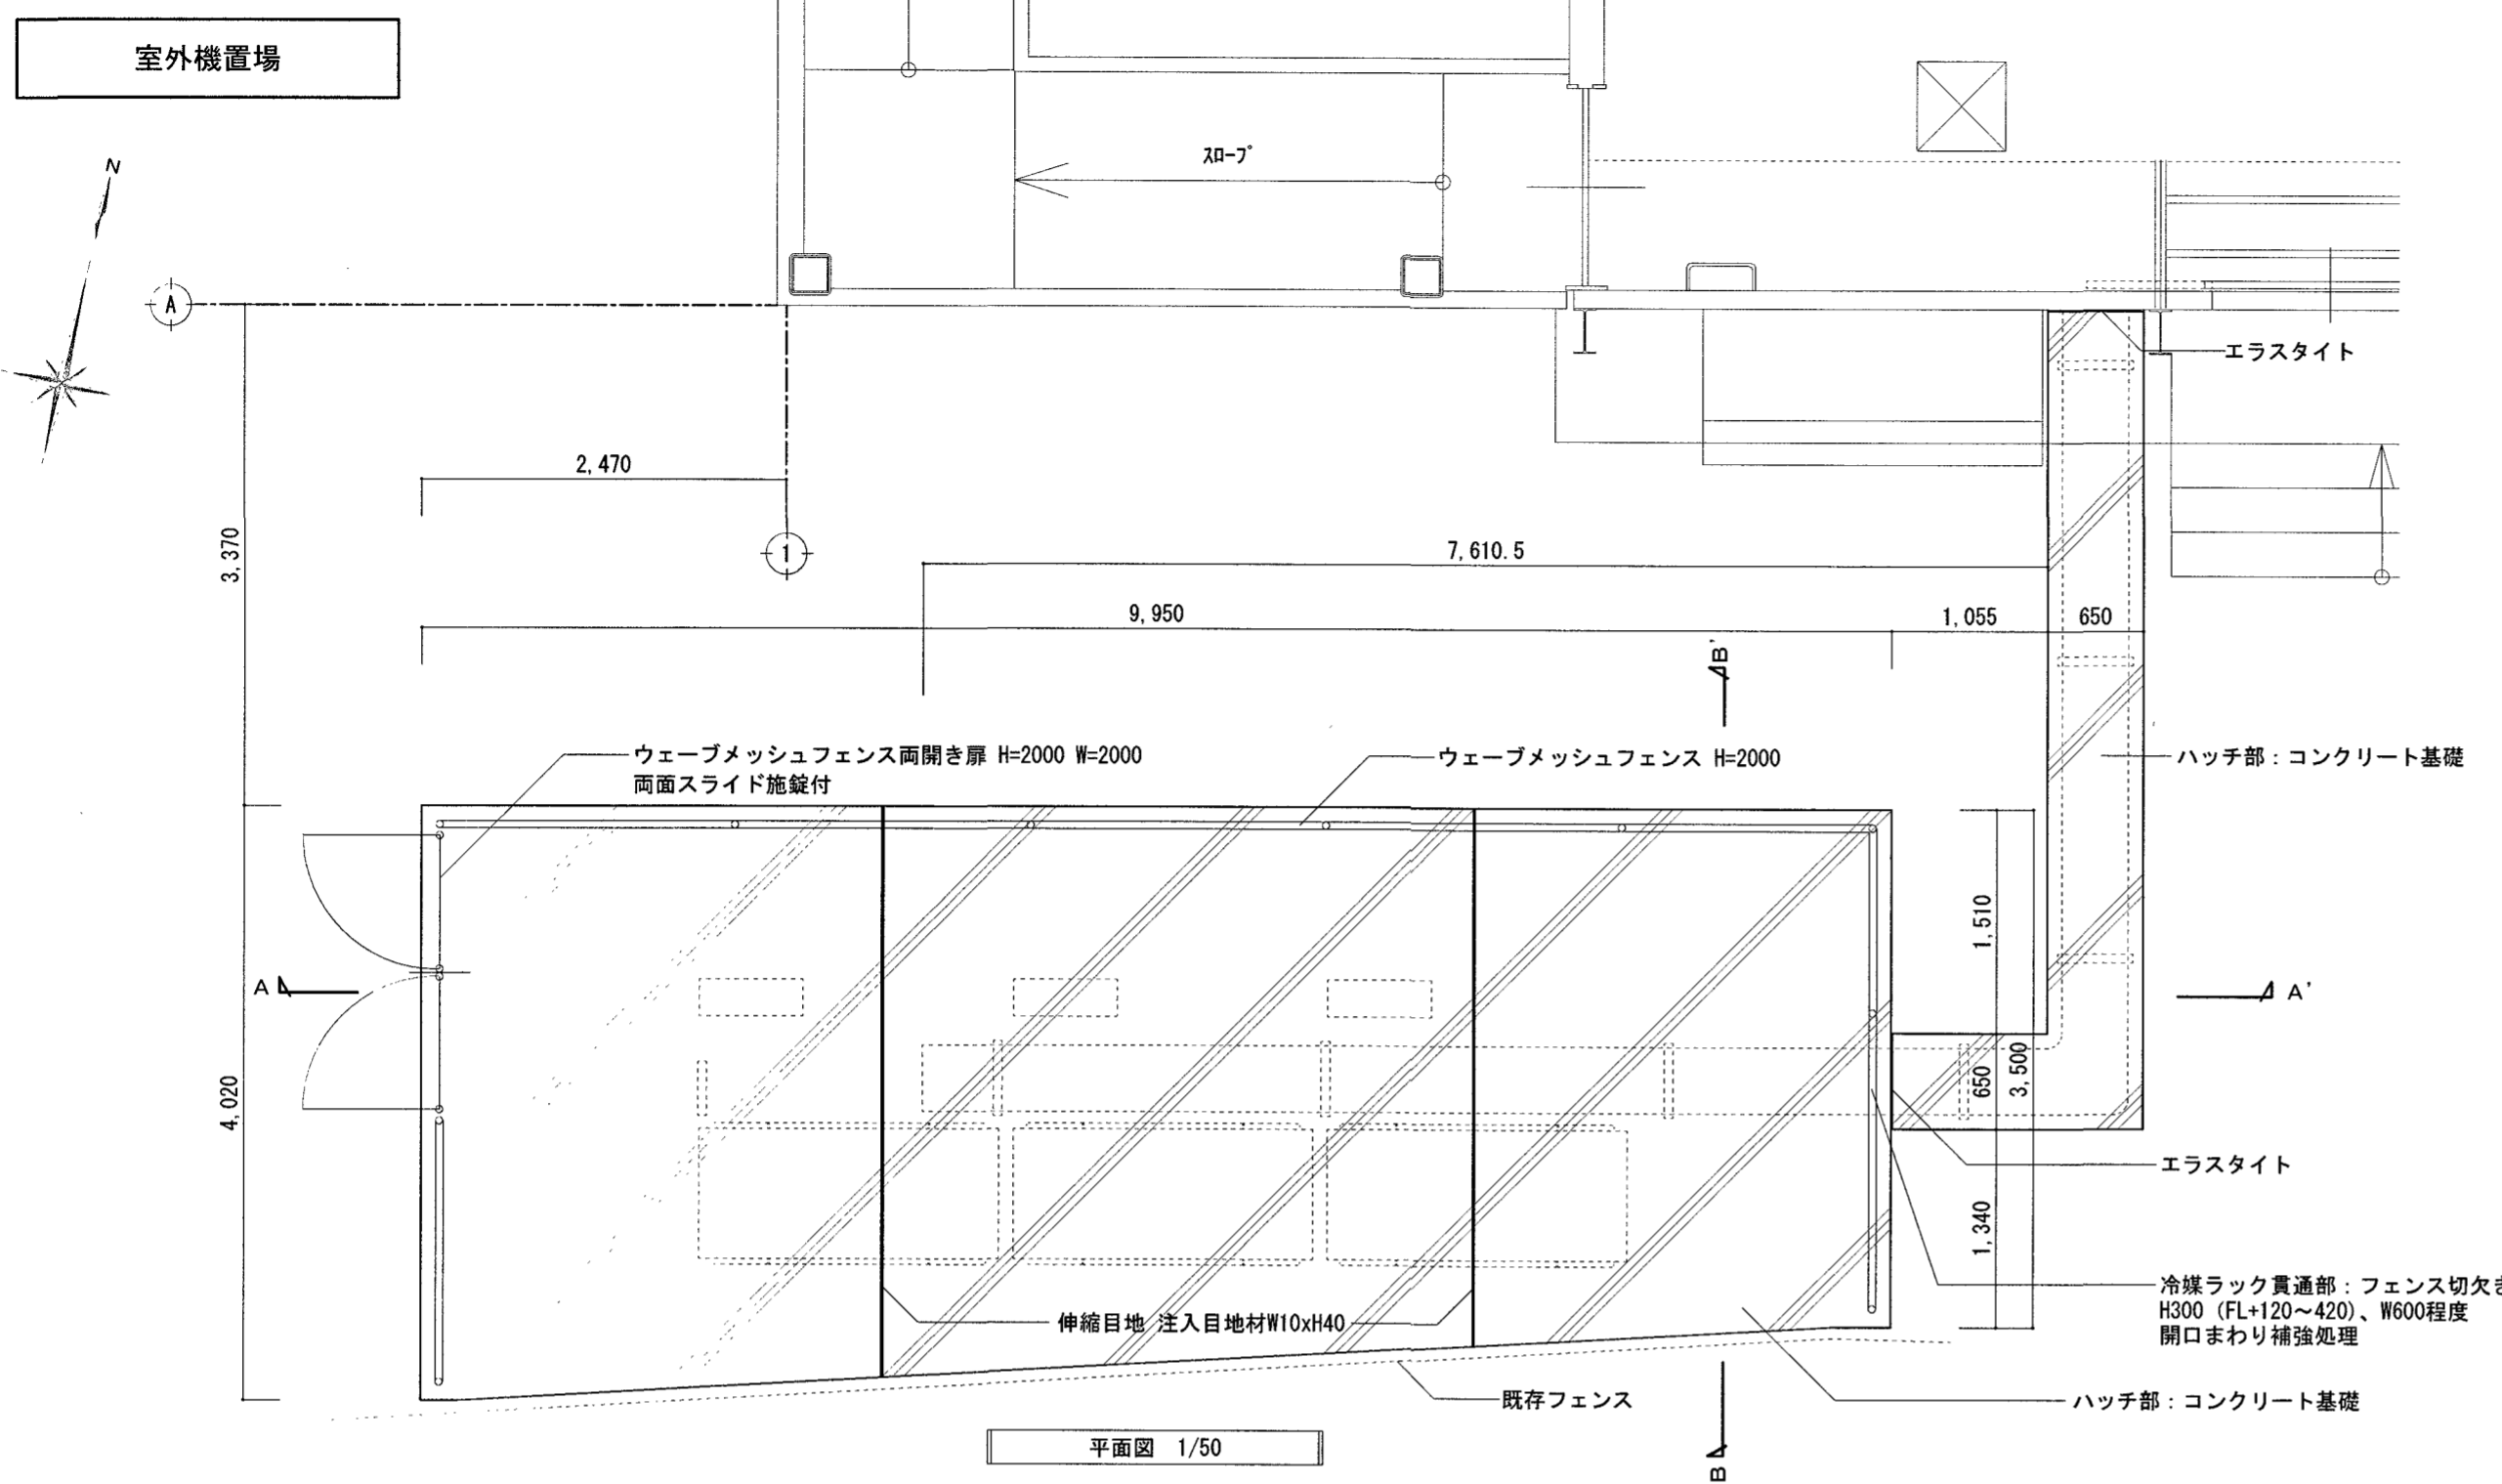 室外機置場
N
スロープ
A
エラスタイト
2,470
3,370
1
7,610.5
9,950
1,055
650
B'
ウェーブメッシュフェンス両開き扉 H=2000 W=2000
両面スライド施錠付
ウェーブメッシュフェンス H=2000
ハッチ部：コンクリート基礎
1,510
A
A'
650
3,500
4,020
エラスタイト
1,340
冷媒ラック貫通部：フェンス切欠き
H300（FL+120～420）、W600程度
開口まわり補強処理
伸縮目地 注入目地材W10xH40
既存フェンス
ハッチ部：コンクリート基礎
平面図 1/50
B